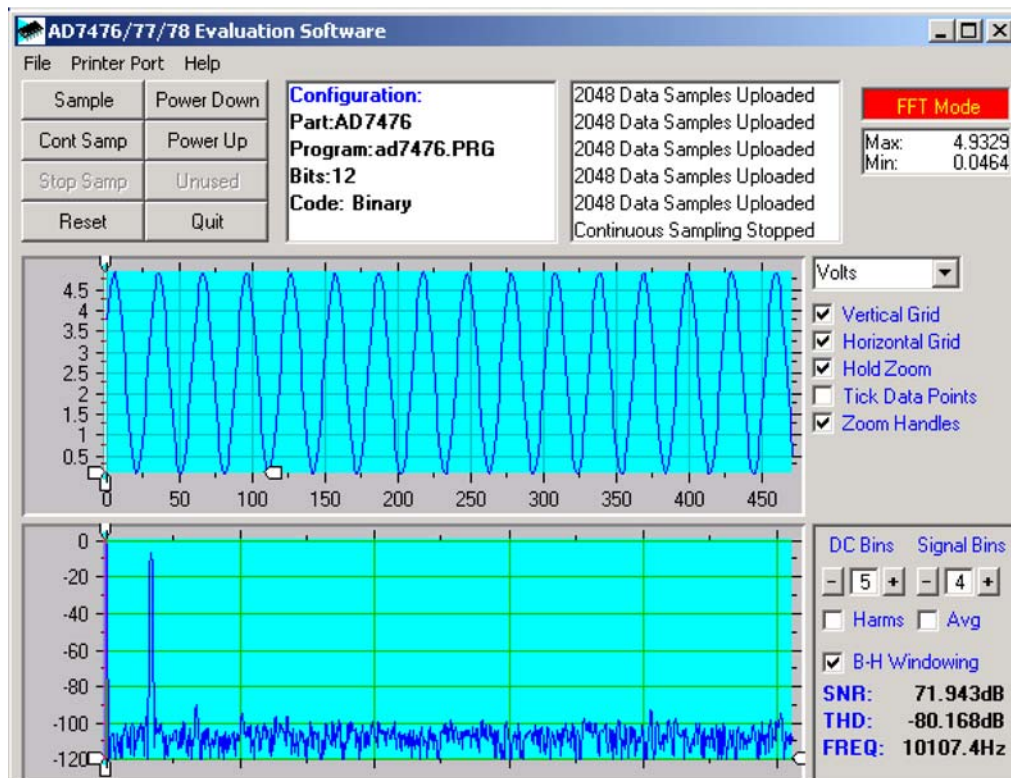 AD7476/77/78 Evaluation Software
File Printer Port Help
Sample Power Down
Cont Samp Power Up
Stop Samp Unused
Reset Quit
Configuration:
Part:AD7476
Program:ad7476.PRG
Bits:12
Code: Binary
2048 Data Samples Uploaded
2048 Data Samples Uploaded
2048 Data Samples Uploaded
2048 Data Samples Uploaded
2048 Data Samples Uploaded
Continuous Sampling Stopped
FFT Mode
Max: 4.9329
Min: 0.0464
4.5
4
3.5
3
2.5
2
1.5
1
0.5
0 50 100 150 200 250 300 350 400 450
Volts
Vertical Grid
Horizontal Grid
Hold Zoom
Tick Data Points
Zoom Handles
0
-20
-40
-60
-80
-100
-120
DC Bins Signal Bins
- 5 + - 4 +
Harms Avg
B-H Windowing
SNR: 71.943dB
THD: -80.168dB
FREQ: 10107.4Hz